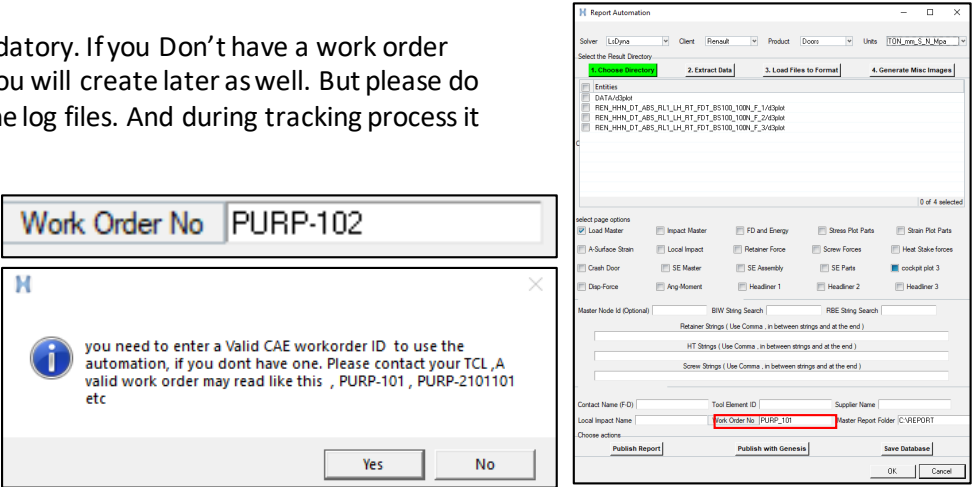 datory. If you Don't have a work order
ou will create later as well. But please do
ne log files. And during tracking process it
Work Order No PURP-102
you need to enter a Valid CAE workorder ID to use the
automation, if you dont have one. Please contact your TCL ,A
valid work order may read like this , PURP-101 , PURP-2101101
etc
Yes No
Report Automation
Solver LsDyna Client Renault Product Doors Units TON_mm_S_N_Mpa
Select the Result Directory
1. Choose Directory 2. Extract Data 3. Load Files to Format 4. Generate Misc Images
Entities
DATA/d3plot
REN_HHN_DT_ABS_RL1_LH_RT_FDT_BS100_100N_F_1/d3plot
REN_HHN_DT_ABS_RL1_LH_RT_FDT_BS100_100N_F_2/d3plot
REN_HHN_DT_ABS_RL1_LH_RT_FDT_BS100_100N_F_3/d3plot
0 of 4 selected
select page options
Load Master Impact Master FD and Energy Stress Plot Parts Strain Plot Parts
A-Surface Strain Local Impact Retainer Force Screw Forces Heat Stake forces
Crash Door SE Master SE Assembly SE Parts cockpit plot 3
Disp-Force Ang-Moment Headliner 1 Headliner 2 Headliner 3
Master Node Id (Optional) BIW String Search RBE String Search
Retainer Strings ( Use Comma , in between strings and at the end )
HT Strings ( Use Comma , in between strings and at the end )
Screw Strings ( Use Comma , in between strings and at the end )
Contact Name (F-D) Tool Element ID Supplier Name
Local Impact Name Work Order No PURP_101 Master Report Folder C:\REPORT
Choose actions
Publish Report Publish with Genesis Save Database
OK Cancel